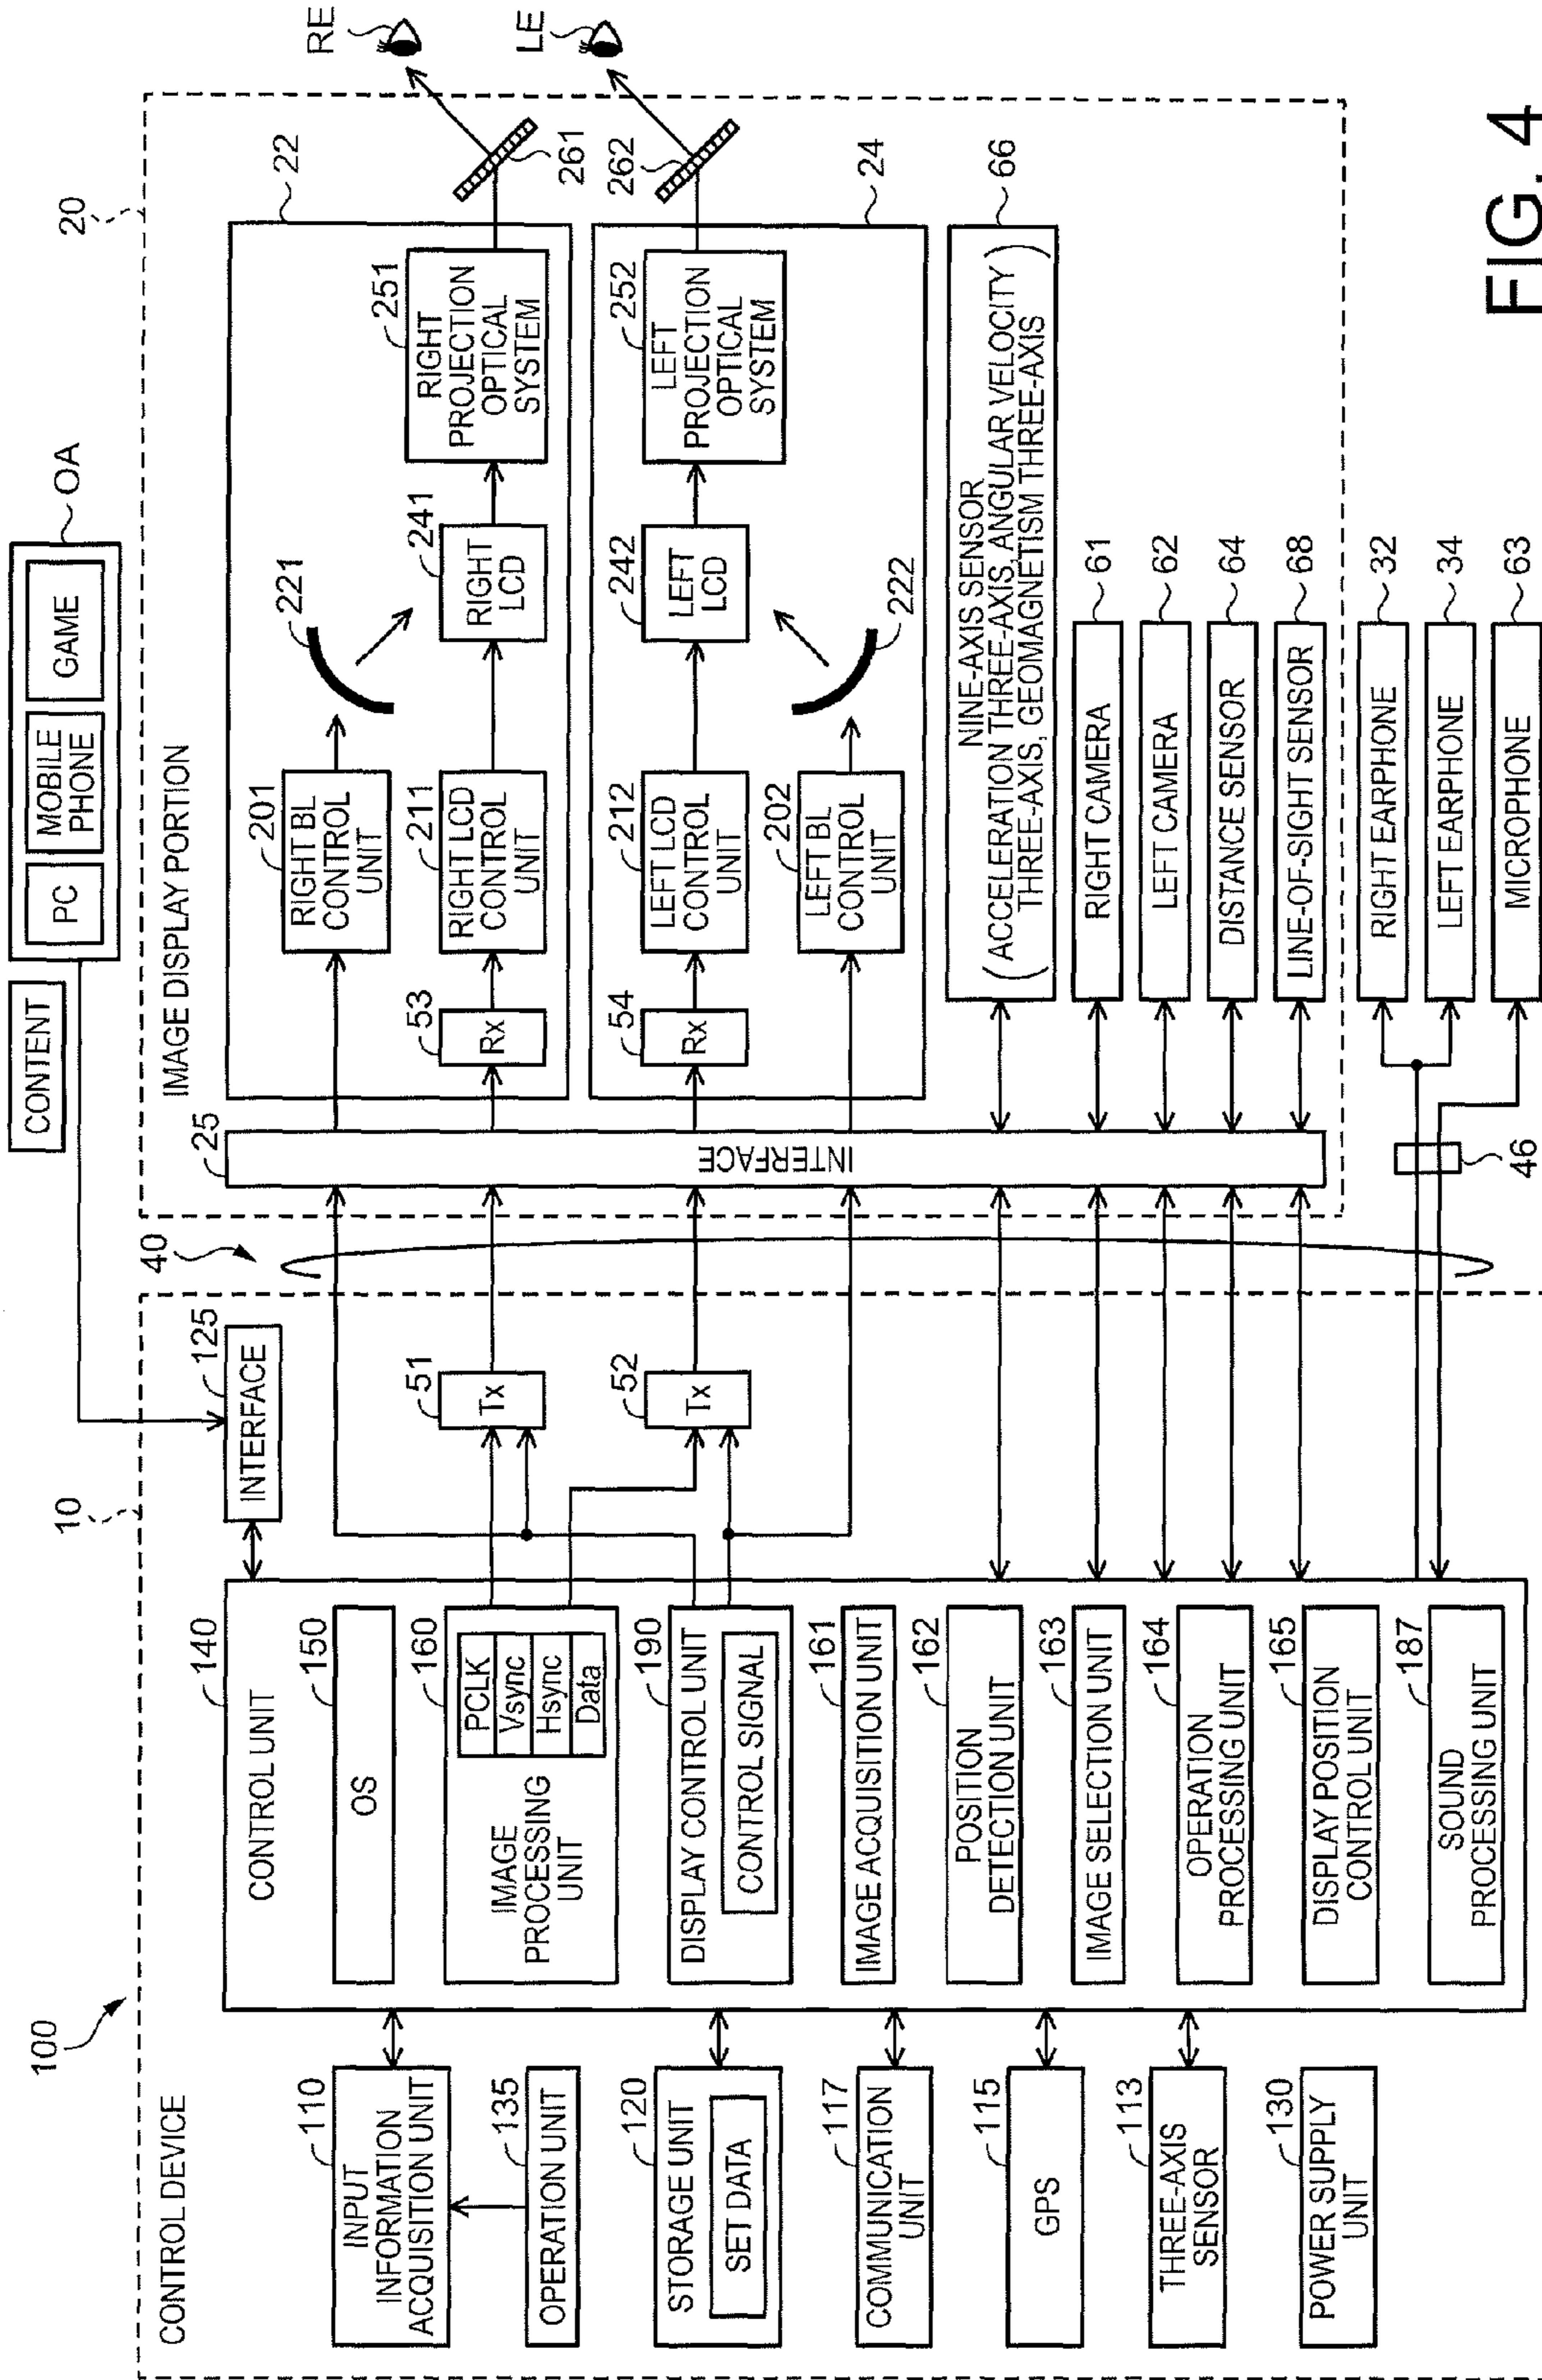 CONTENT
PC
MOBILE
PHONE
GAME
OA
100
10
40
20
CONTROL DEVICE
110
INPUT
INFORMATION
ACQUISITION UNIT
135
OPERATION UNIT
120
STORAGE UNIT
SET DATA
117
COMMUNICATION
UNIT
115
GPS
113
THREE-AXIS
SENSOR
130
POWER SUPPLY
UNIT
140
CONTROL UNIT
150
OS
160
IMAGE
PROCESSING
UNIT
PCLK
Vsync
Hsync
Data
190
DISPLAY CONTROL UNIT
CONTROL SIGNAL
161
IMAGE ACQUISITION UNIT
162
POSITION
DETECTION UNIT
163
IMAGE SELECTION UNIT
164
OPERATION
PROCESSING UNIT
165
DISPLAY POSITION
CONTROL UNIT
187
SOUND
PROCESSING UNIT
125
INTERFACE
51
Tx
52
Tx
IMAGE DISPLAY PORTION
25
INTERFACE
22
201
RIGHT BL
CONTROL
UNIT
221
53
Rx
211
RIGHT LCD
CONTROL
UNIT
241
RIGHT
LCD
251
RIGHT
PROJECTION
OPTICAL
SYSTEM
261
RE
24
54
Rx
212
LEFT LCD
CONTROL
UNIT
242
LEFT
LCD
252
LEFT
PROJECTION
OPTICAL
SYSTEM
262
LE
202
LEFT BL
CONTROL
UNIT
222
66
NINE-AXIS SENSOR
(ACCELERATION THREE-AXIS, ANGULAR VELOCITY
THREE-AXIS, GEOMAGNETISM THREE-AXIS)
RIGHT CAMERA
61
LEFT CAMERA
62
DISTANCE SENSOR
64
LINE-OF-SIGHT SENSOR
68
RIGHT EARPHONE
32
LEFT EARPHONE
34
MICROPHONE
63
46
FIG. 4